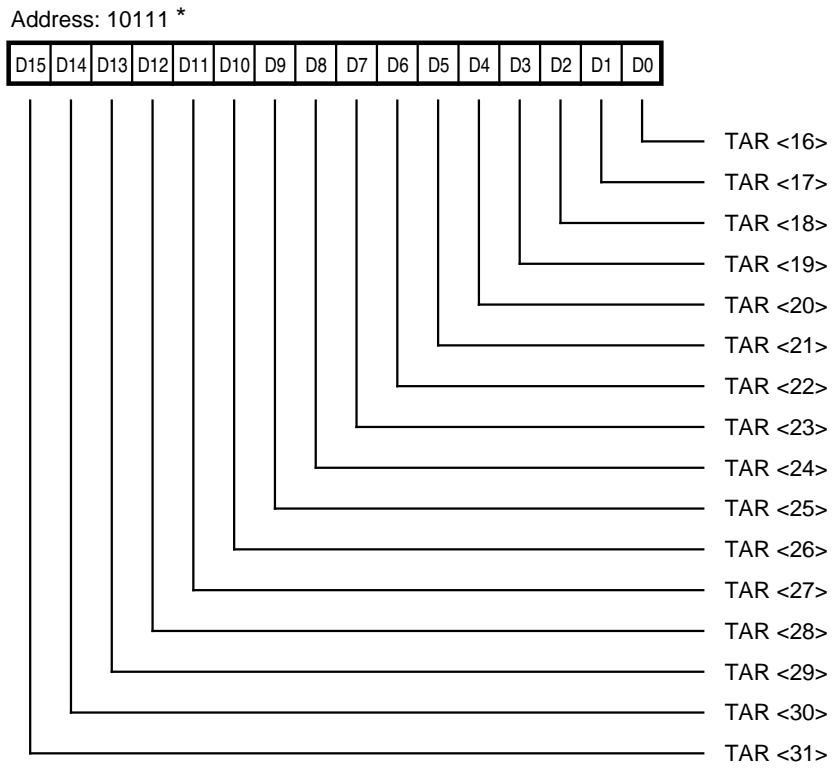 Address: 10111 *
D15 D14 D13 D12 D11 D10 D9 D8 D7 D6 D5 D4 D3 D2 D1 D0
TAR <16>
TAR <17>
TAR <18>
TAR <19>
TAR <20>
TAR <21>
TAR <22>
TAR <23>
TAR <24>
TAR <25>
TAR <26>
TAR <27>
TAR <28>
TAR <29>
TAR <30>
TAR <31>